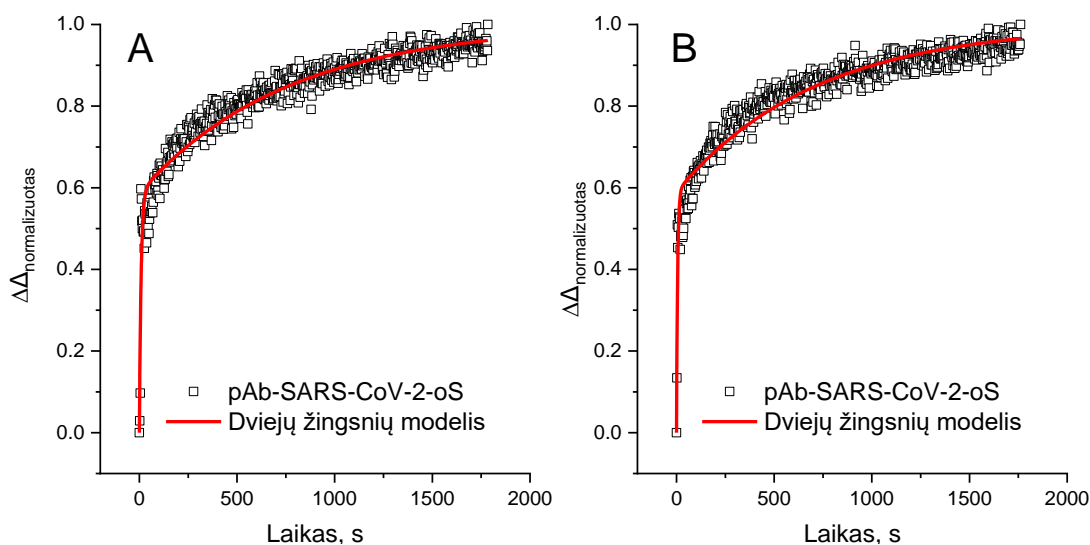 A
1.0
0.8
0.6
0.4
0.2
0.0
ΔΔnormalizuotas
pAb-SARS-CoV-2-oS
Dviejų žingsnių modelis
0
500
1000
1500
2000
Laikas, s
B
1.0
0.8
0.6
0.4
0.2
0.0
ΔΔnormalizuotas
pAb-SARS-CoV-2-oS
Dviejų žingsnių modelis
0
500
1000
1500
2000
Laikas, s